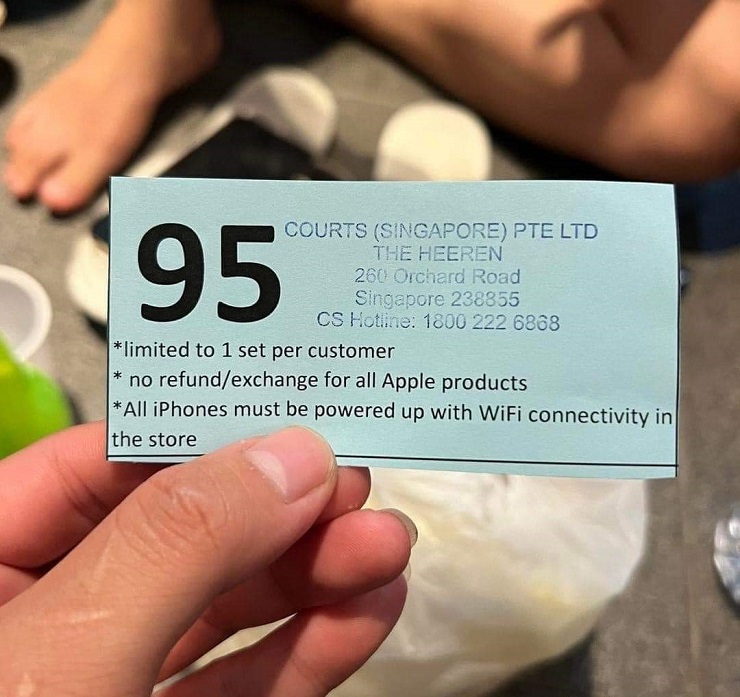 95
COURTS (SINGAPORE) PTE LTD
THE HEEREN
260 Orchard Road
Singapore 238855
CS Hotline: 1800 222 6868
*limited to 1 set per customer
* no refund/exchange for all Apple products
*All iPhones must be powered up with WiFi connectivity in
the store